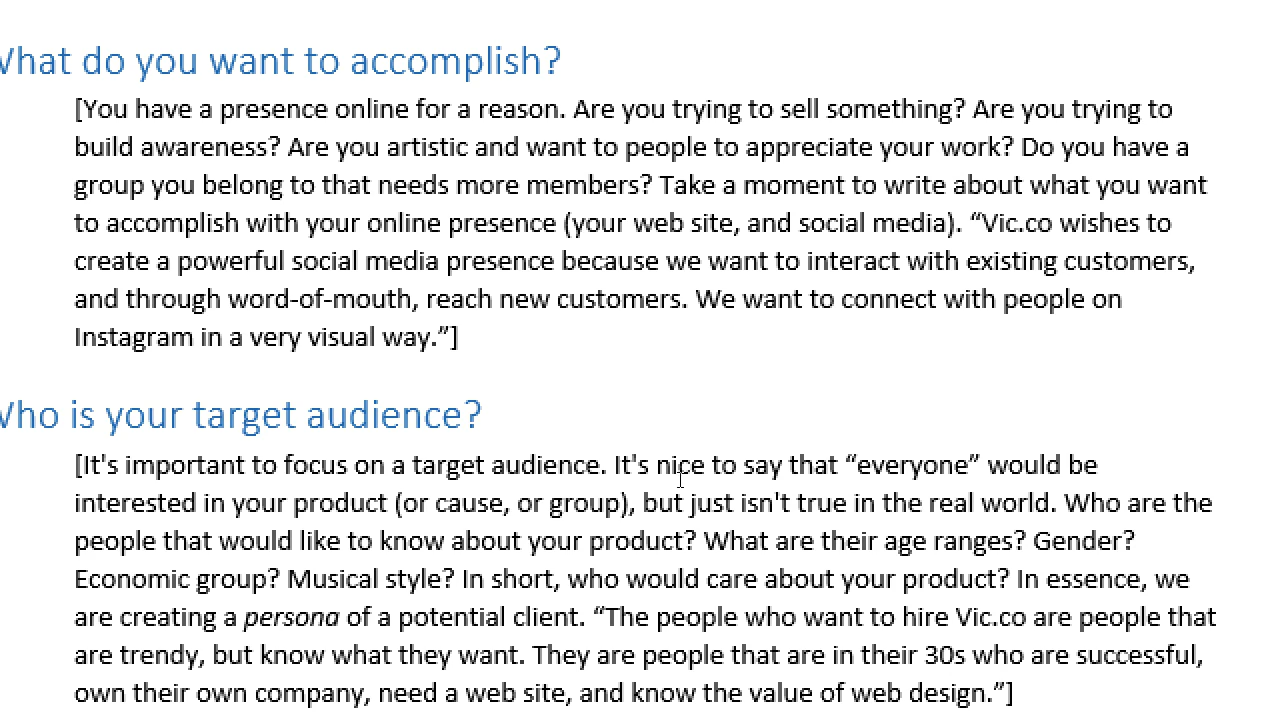 What do you want to accomplish?
[You have a presence online for a reason. Are you trying to sell something? Are you trying to
build awareness? Are you artistic and want to people to appreciate your work? Do you have a
group you belong to that needs more members? Take a moment to write about what you want
to accomplish with your online presence (your web site, and social media). “Vic.co wishes to
create a powerful social media presence because we want to interact with existing customers,
and through word-of-mouth, reach new customers. We want to connect with people on
Instagram in a very visual way.”]
Who is your target audience?
[It's important to focus on a target audience. It's nice to say that “everyone” would be
interested in your product (or cause, or group), but just isn't true in the real world. Who are the
people that would like to know about your product? What are their age ranges? Gender?
Economic group? Musical style? In short, who would care about your product? In essence, we
are creating a persona of a potential client. “The people who want to hire Vic.co are people that
are trendy, but know what they want. They are people that are in their 30s who are successful,
own their own company, need a web site, and know the value of web design.”]